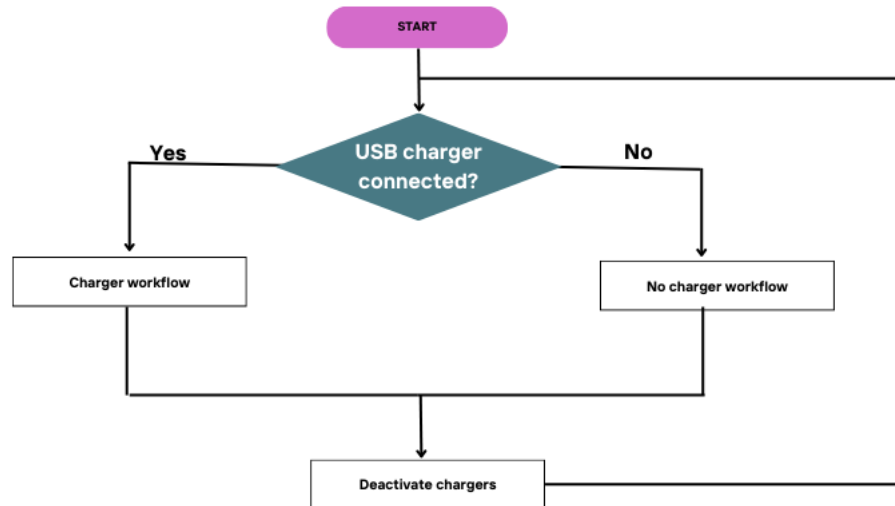 START
USB charger
connected?
Yes
No
Charger workflow
No charger workflow
Deactivate chargers